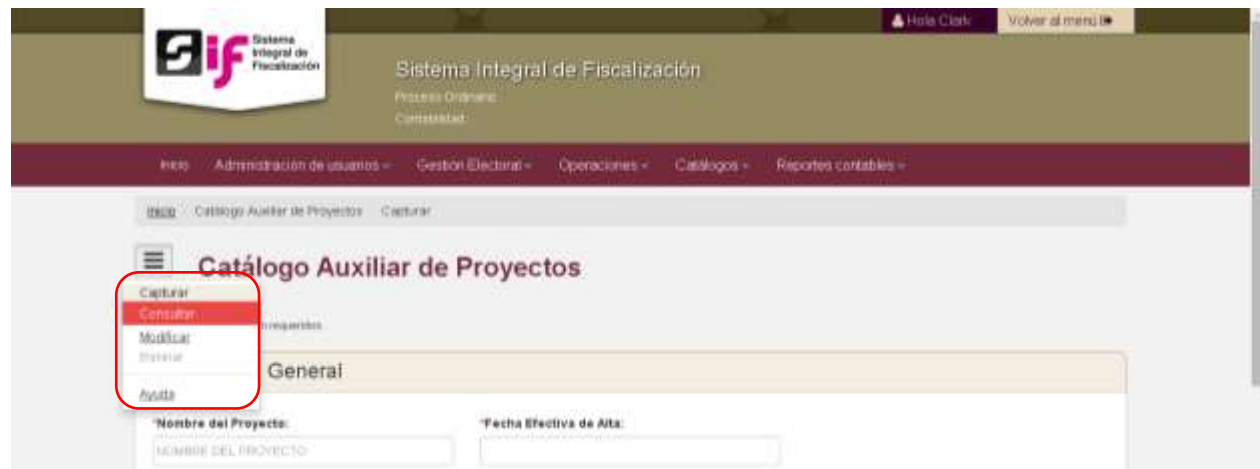 Hola Clark
Volver al menú
sif Sistema
Integral de
Fiscalización
Sistema Integral de Fiscalización
Proceso Ordinario
Contabilidad:
Inicio Administración de usuarios Gestión Electoral Operaciones Catálogos Reportes contables
Inicio Catálogo Auxiliar de Proyectos Capturar
Catálogo Auxiliar de Proyectos
Capturar
Consultar
Modificar
requeridos
General
Ayuda
*Nombre del Proyecto: *Fecha Efectiva de Alta:
NOMBRE DEL PROYECTO